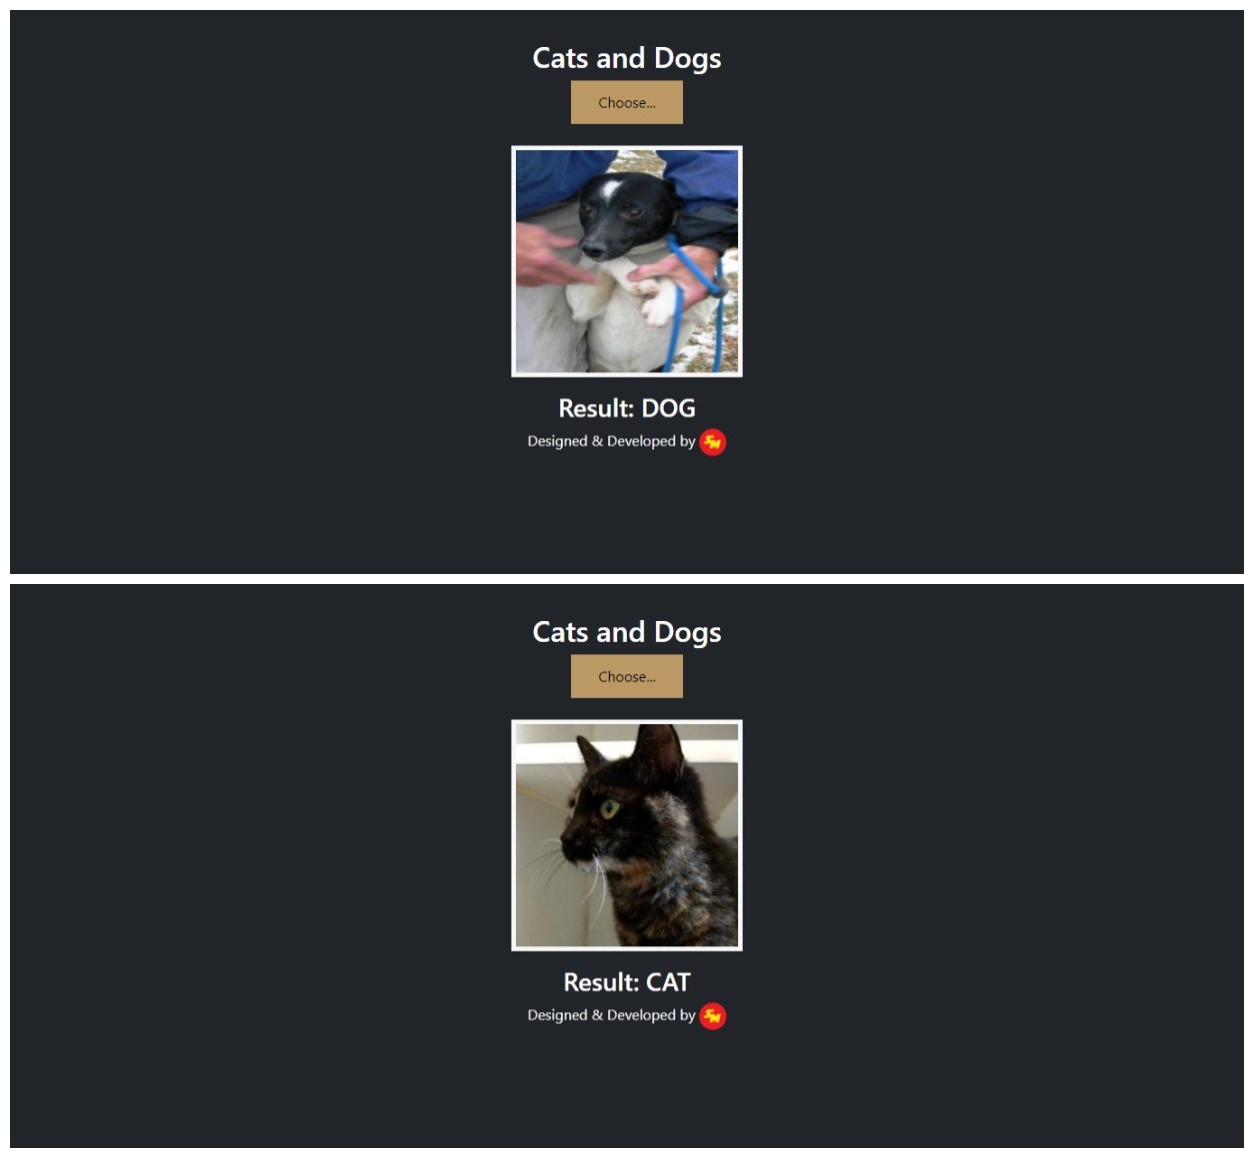 Cats and Dogs
Choose...
Result: DOG
Designed & Developed by SM
Cats and Dogs
Choose...
Result: CAT
Designed & Developed by SM